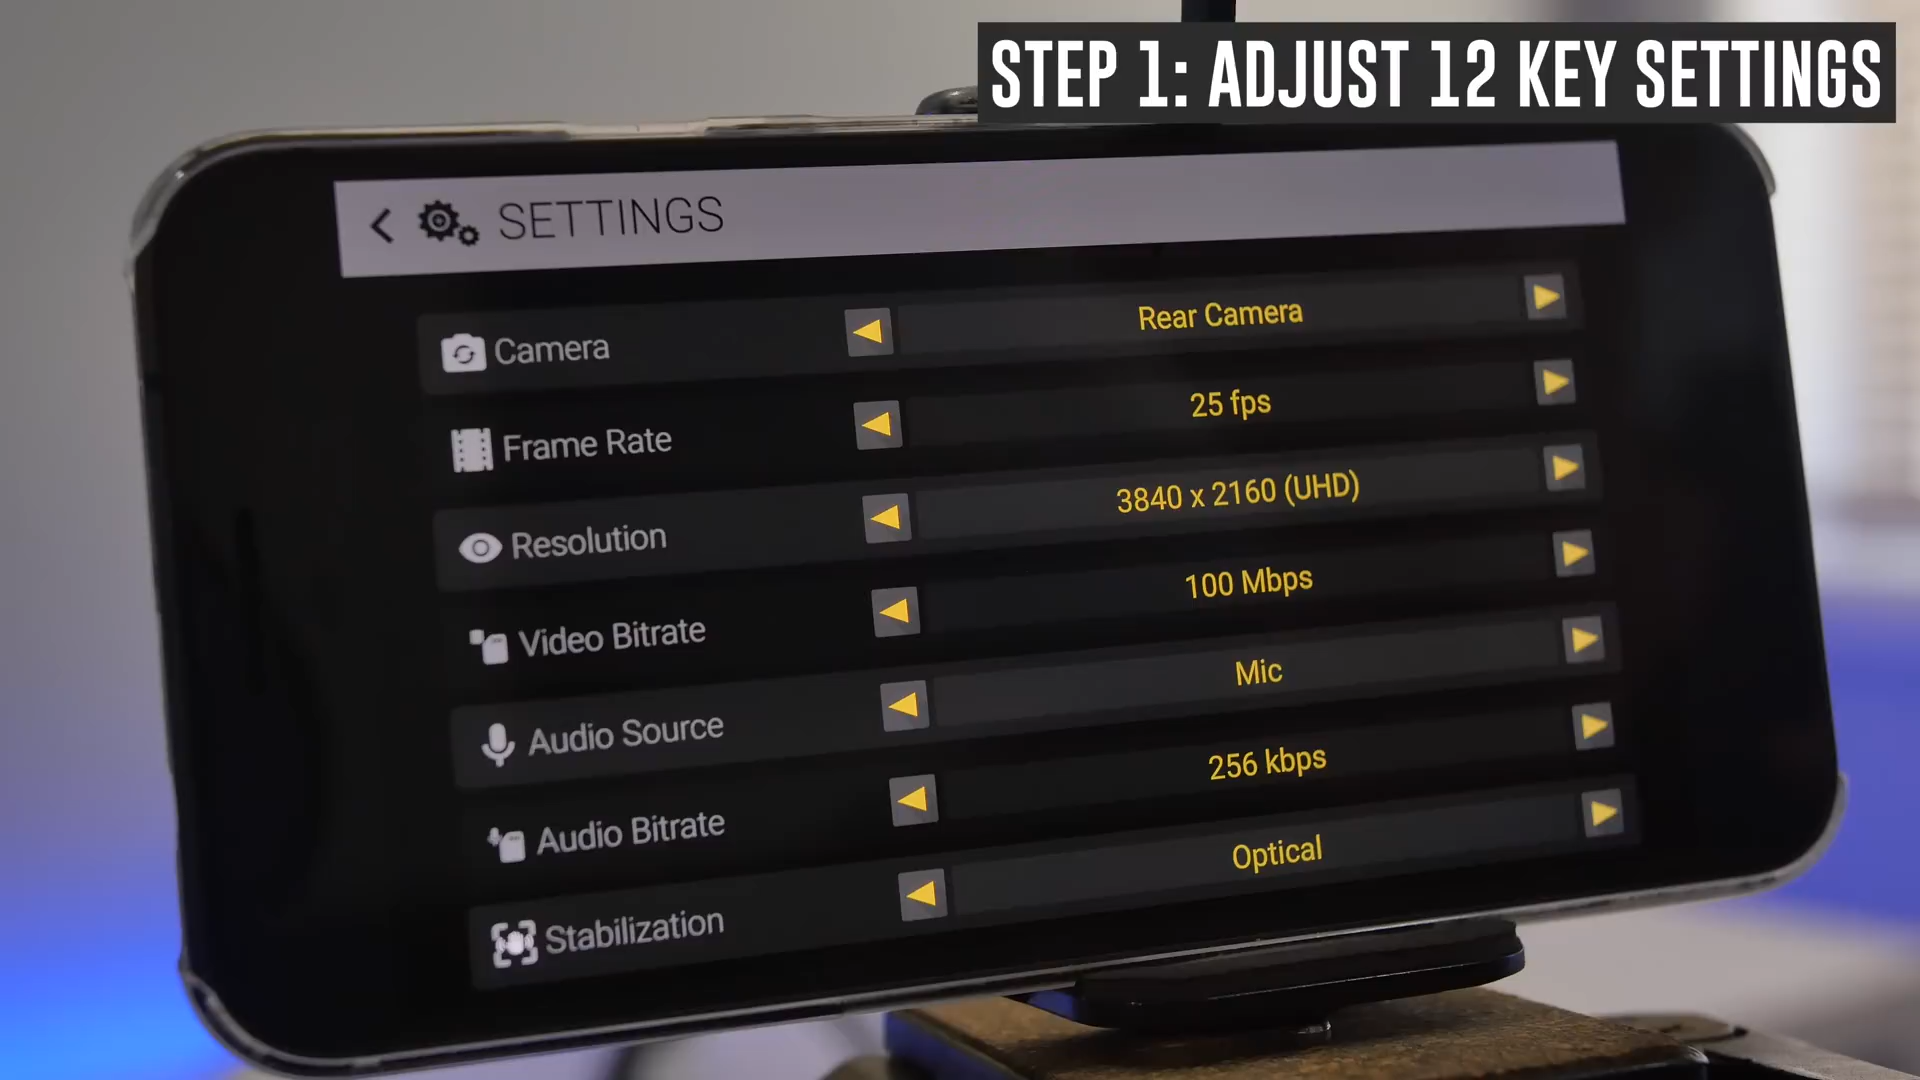 STEP 1: ADJUST 12 KEY SETTINGS
SETTINGS
Camera Rear Camera
Frame Rate 25 fps
Resolution 3840 x 2160 (UHD)
Video Bitrate 100 Mbps
Audio Source Mic
Audio Bitrate 256 kbps
Stabilization Optical